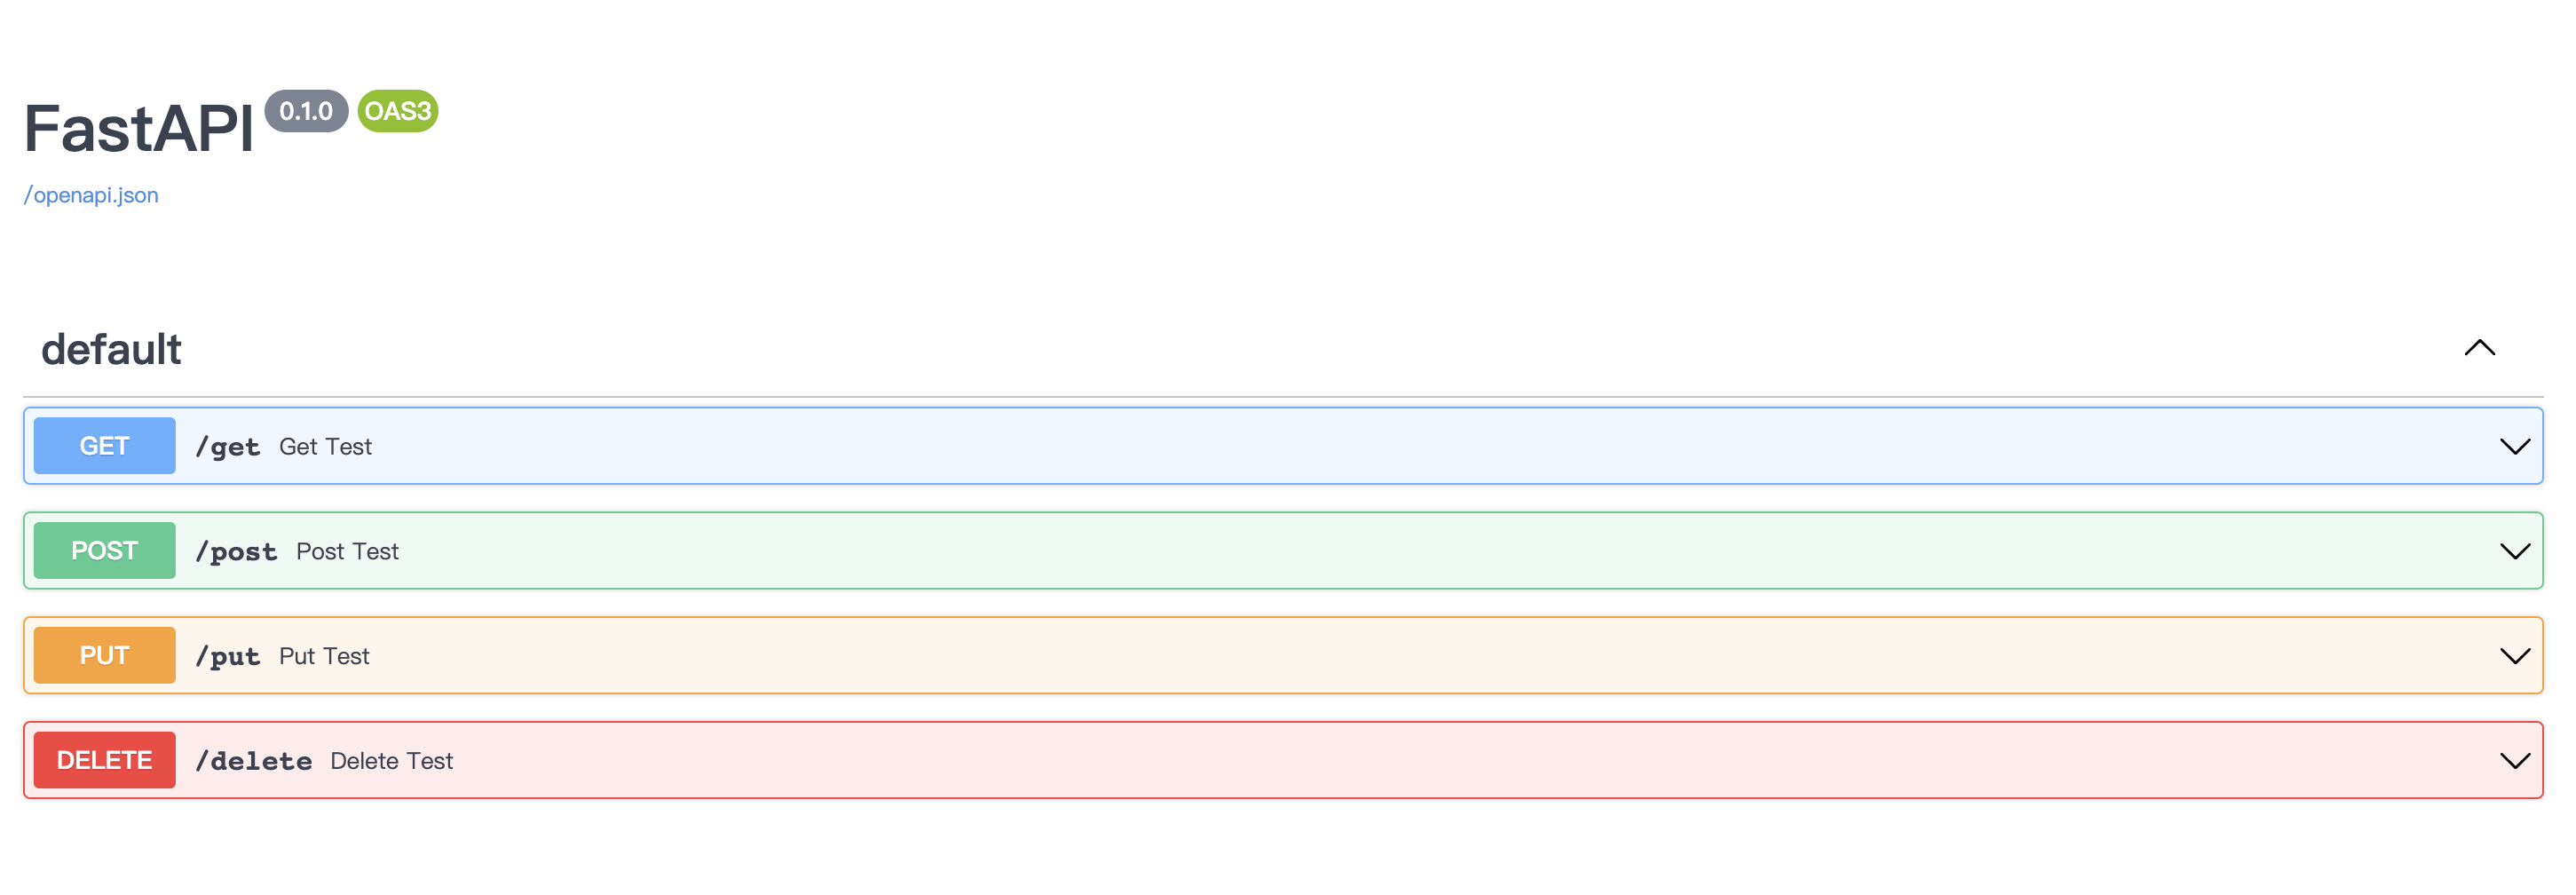 FastAPI 0.1.0 OAS3
/openapi.json
default
GET /get Get Test
POST /post Post Test
PUT /put Put Test
DELETE /delete Delete Test